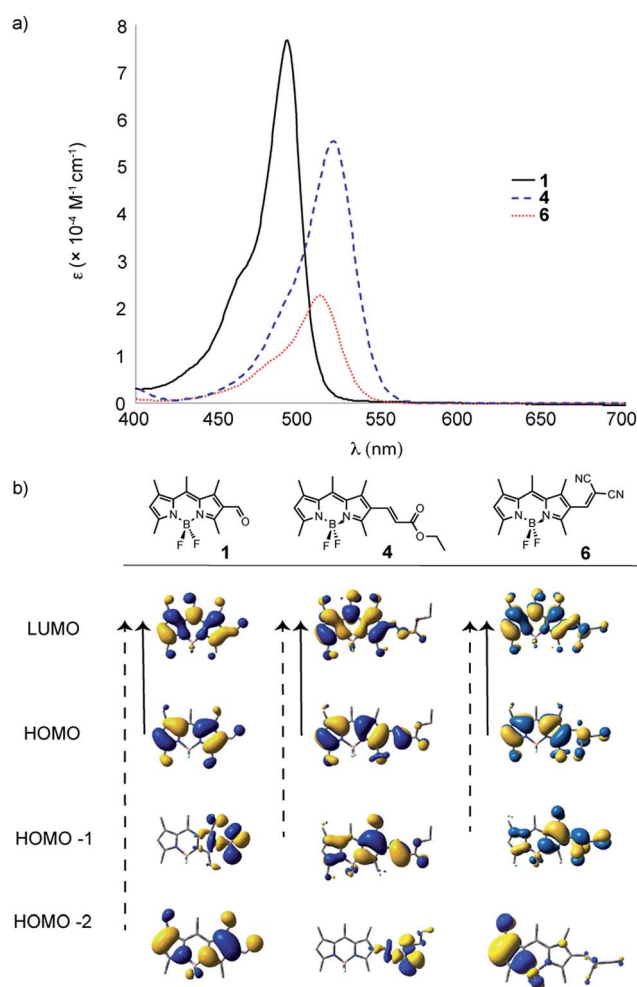 a)
8
7
6
5
4
3
2
1
0
ε (× 10⁻⁴ M⁻¹ cm⁻¹)
1
4
6
400 450 500 550 600 650 700
λ (nm)
b)
N N B F F O
N N B F F O O
N N B F F CN CN
1 4 6
LUMO
HOMO
HOMO -1
HOMO -2